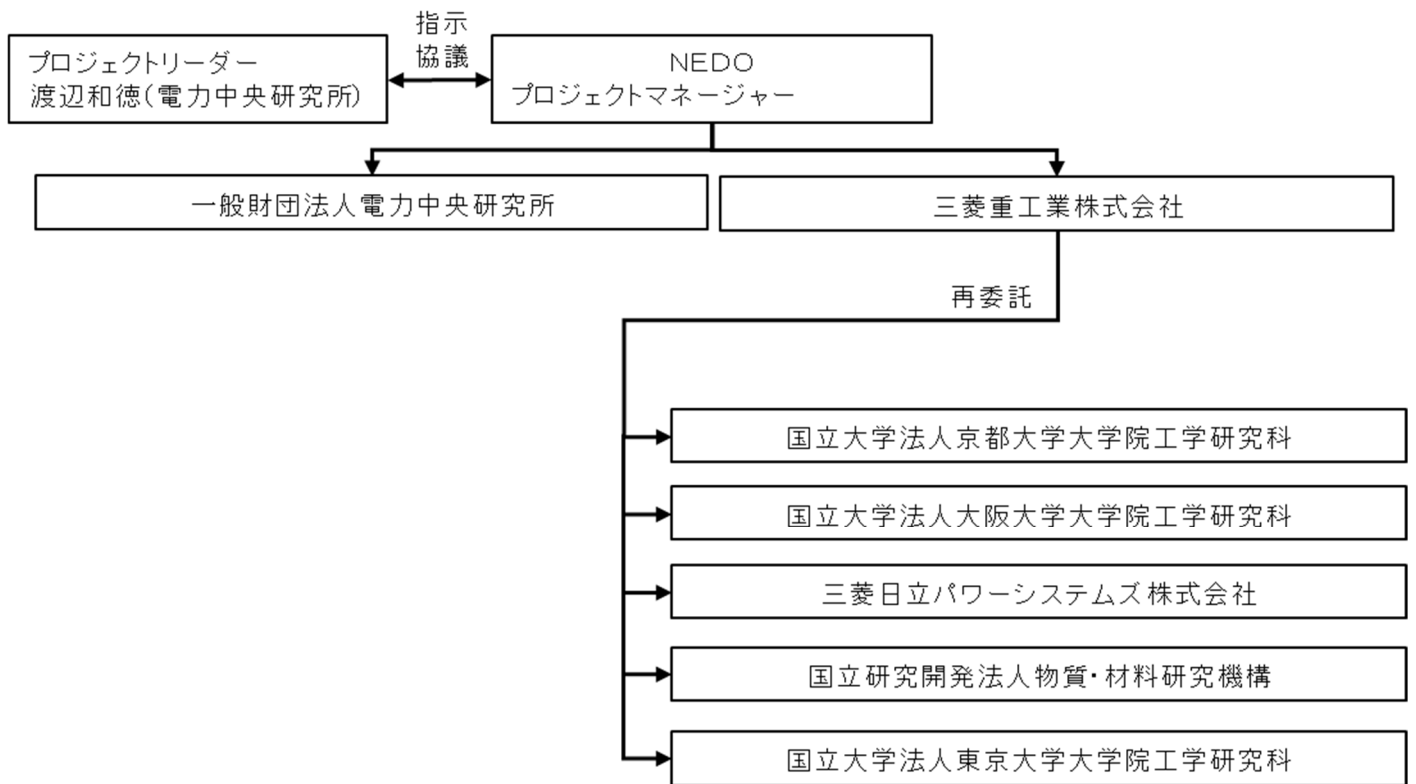 指示
協議
プロジェクトリーダー
渡辺和徳(電力中央研究所)
NEDO
プロジェクトマネージャー
一般財団法人電力中央研究所
三菱重工業株式会社
再委託
国立大学法人京都大学大学院工学研究科
国立大学法人大阪大学大学院工学研究科
三菱日立パワーシステムズ株式会社
国立研究開発法人物質・材料研究機構
国立大学法人東京大学大学院工学研究科